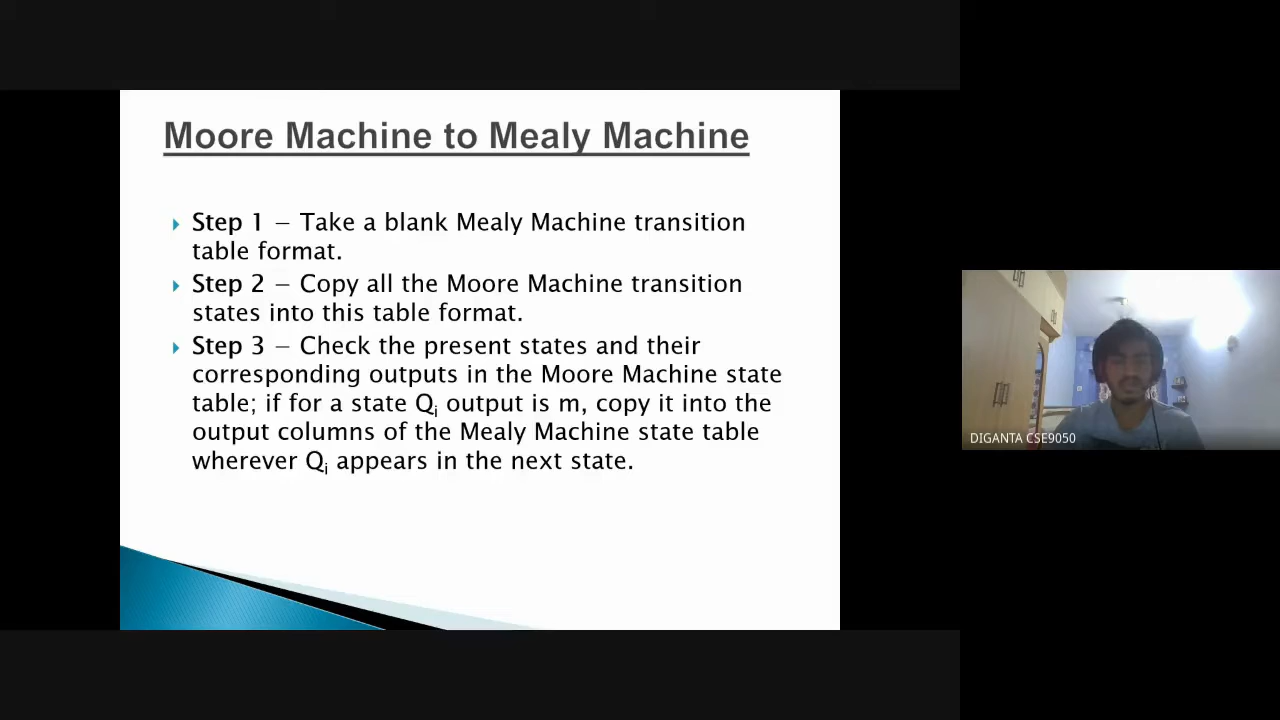 Moore Machine to Mealy Machine
Step 1 − Take a blank Mealy Machine transition
table format.
Step 2 − Copy all the Moore Machine transition
states into this table format.
Step 3 − Check the present states and their
corresponding outputs in the Moore Machine state
table; if for a state Qi output is m, copy it into the
output columns of the Mealy Machine state table
wherever Qi appears in the next state.
DIGANTA CSE9050